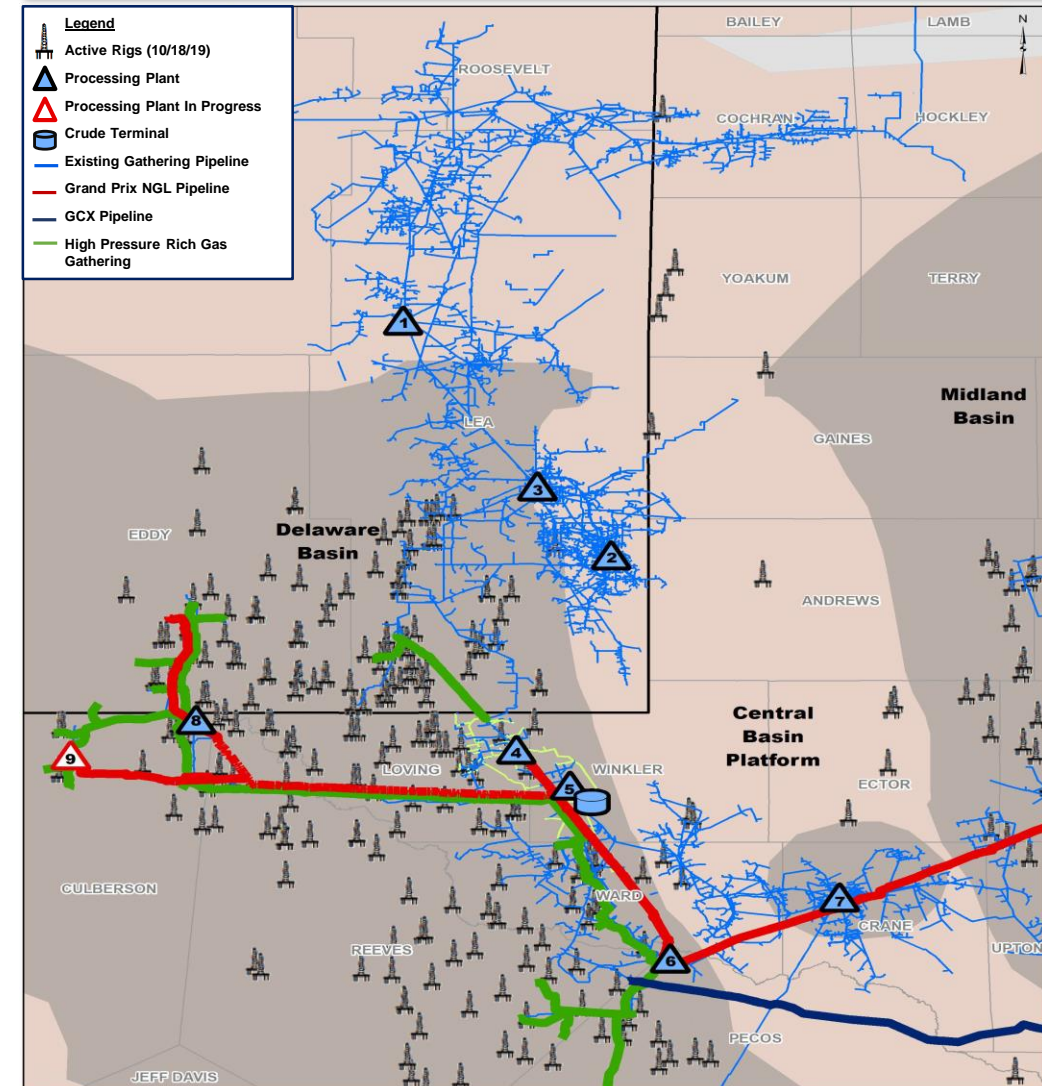 Legend
Active Rigs (10/18/19)
Processing Plant
Processing Plant In Progress
Crude Terminal
Existing Gathering Pipeline
Grand Prix NGL Pipeline
GCX Pipeline
High Pressure Rich Gas
Gathering
BAILEY
LAMB
N
ROOSEVELT
COCHRAN
HOCKLEY
YOAKUM
TERRY
1
LEA
Midland
Basin
GAINES
3
EDDY
Delaware
Basin
2
ANDREWS
Central
Basin
Platform
8
9
4
LOVING
WINKLER
5
ECTOR
CULBERSON
WARD
7
CRANE
REEVES
UPTON
6
PECOS
JEFF DAVIS